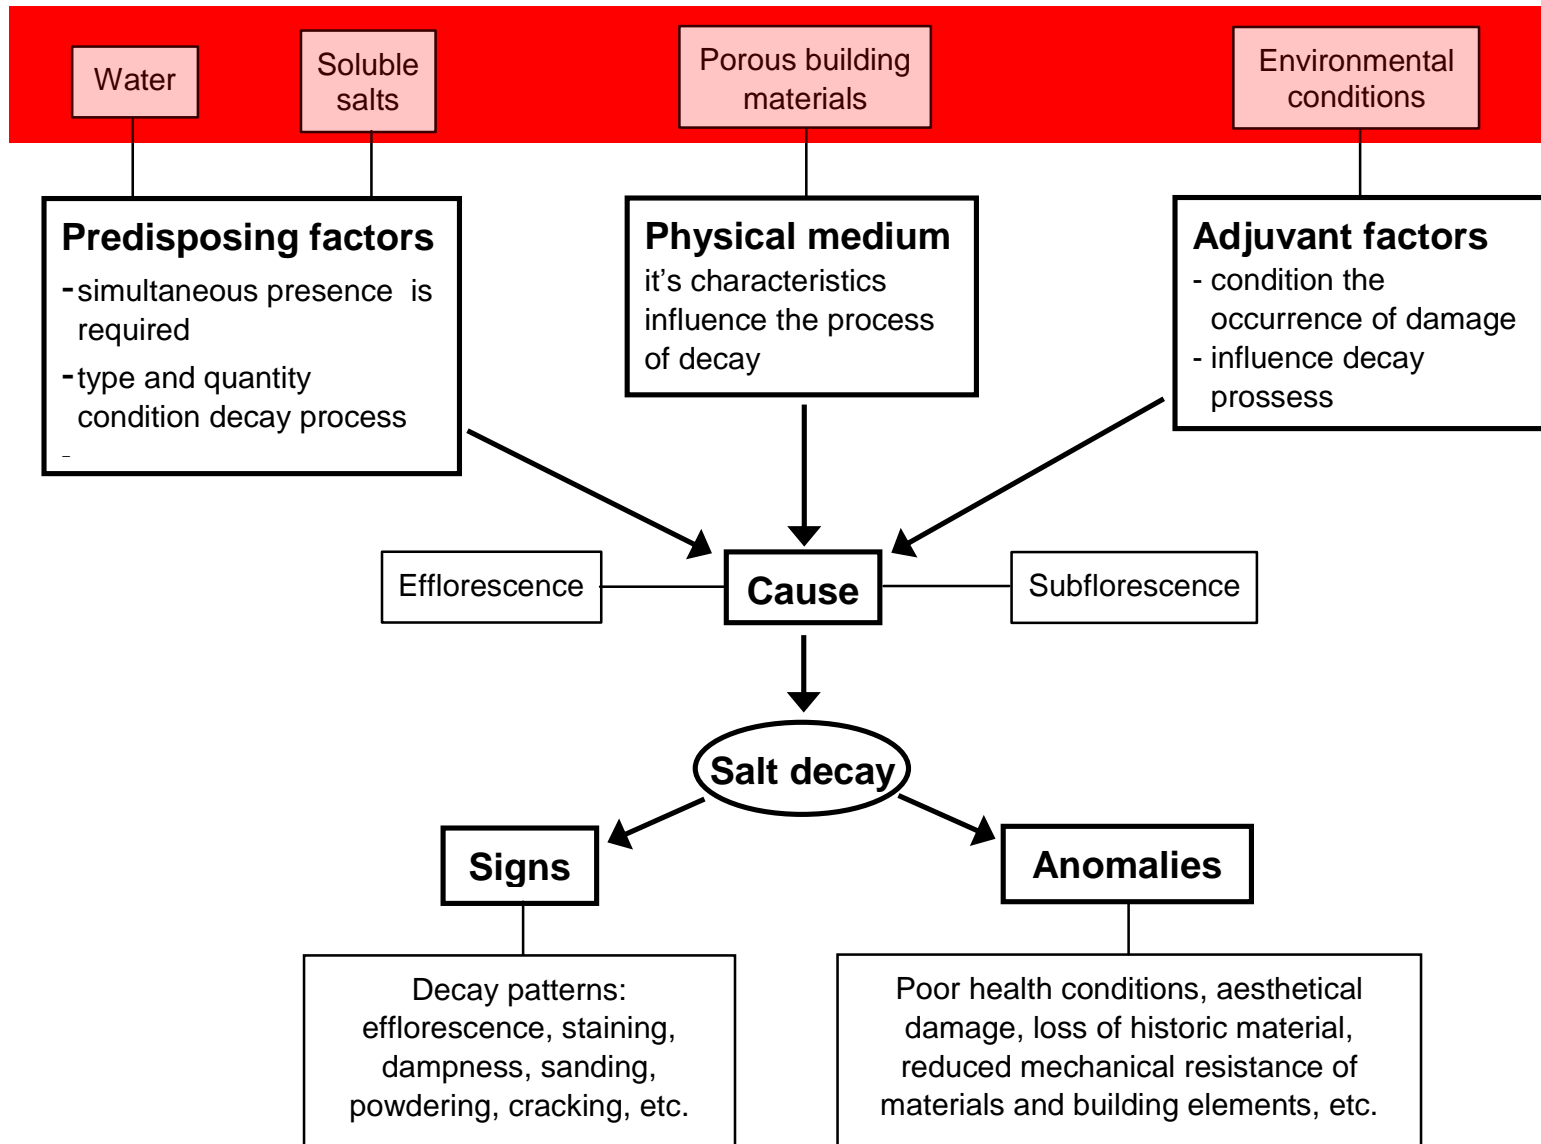 Water
Soluble
salts
Porous building
materials
Environmental
conditions
Predisposing factors
- simultaneous presence is
required
- type and quantity
condition decay process
-
Physical medium
it’s characteristics
influence the process
of decay
Adjuvant factors
- condition the
occurrence of damage
- influence decay
prossess
Efflorescence
Cause
Subflorescence
Salt decay
Signs
Anomalies
Decay patterns:
efflorescence, staining,
dampness, sanding,
powdering, cracking, etc.
Poor health conditions, aesthetical
damage, loss of historic material,
reduced mechanical resistance of
materials and building elements, etc.